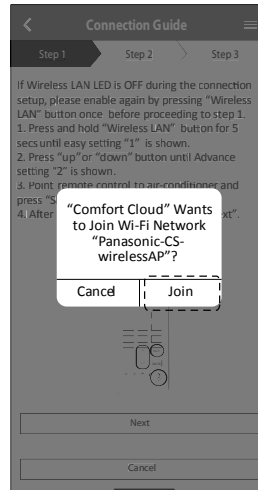 Connection Guide
Step 1 Step 2 Step 3
If Wireless LAN LED is OFF during the connection
setup, please enable again by pressing "Wireless
LAN" button once before proceeding to step 1.
1. Press and hold "Wireless LAN" button for 5
secs until easy setting "1" is shown.
2. Press "up" or "down" button until Advance
setting "2" is shown.
3. Point remote control to air-conditioner and
press "S
4. After
"Comfort Cloud" Wants
to Join Wi-Fi Network
"Panasonic-CS-
wirelessAP"?
Cancel Join
Next
Cancel